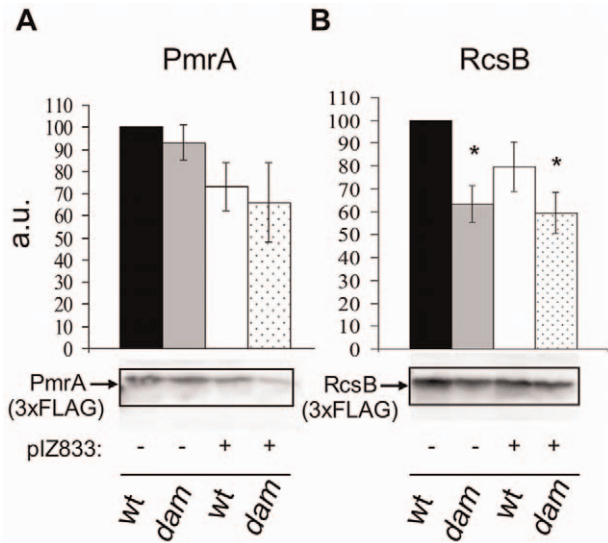 A
PmrA
a.u.
110
100
90
80
70
60
50
40
30
20
10
0
PmrA
(3xFLAG)
pIZ833: - - + +
wt dam wt dam
B
RcsB
110
100
90
80
70
60
50
40
30
20
10
0
* *
RcsB
(3xFLAG)
- - + +
wt dam wt dam